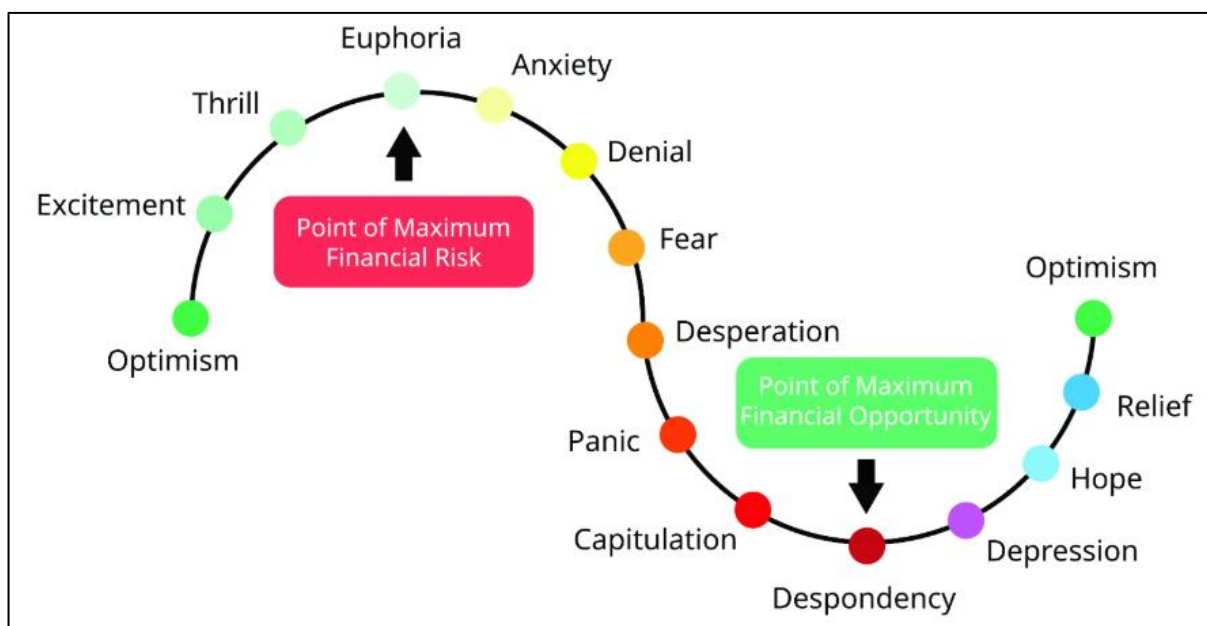 Euphoria
Anxiety
Thrill
Denial
Excitement
Point of Maximum
Financial Risk
Fear
Optimism
Optimism
Desperation
Point of Maximum
Financial Opportunity
Relief
Panic
Hope
Capitulation
Depression
Despondency